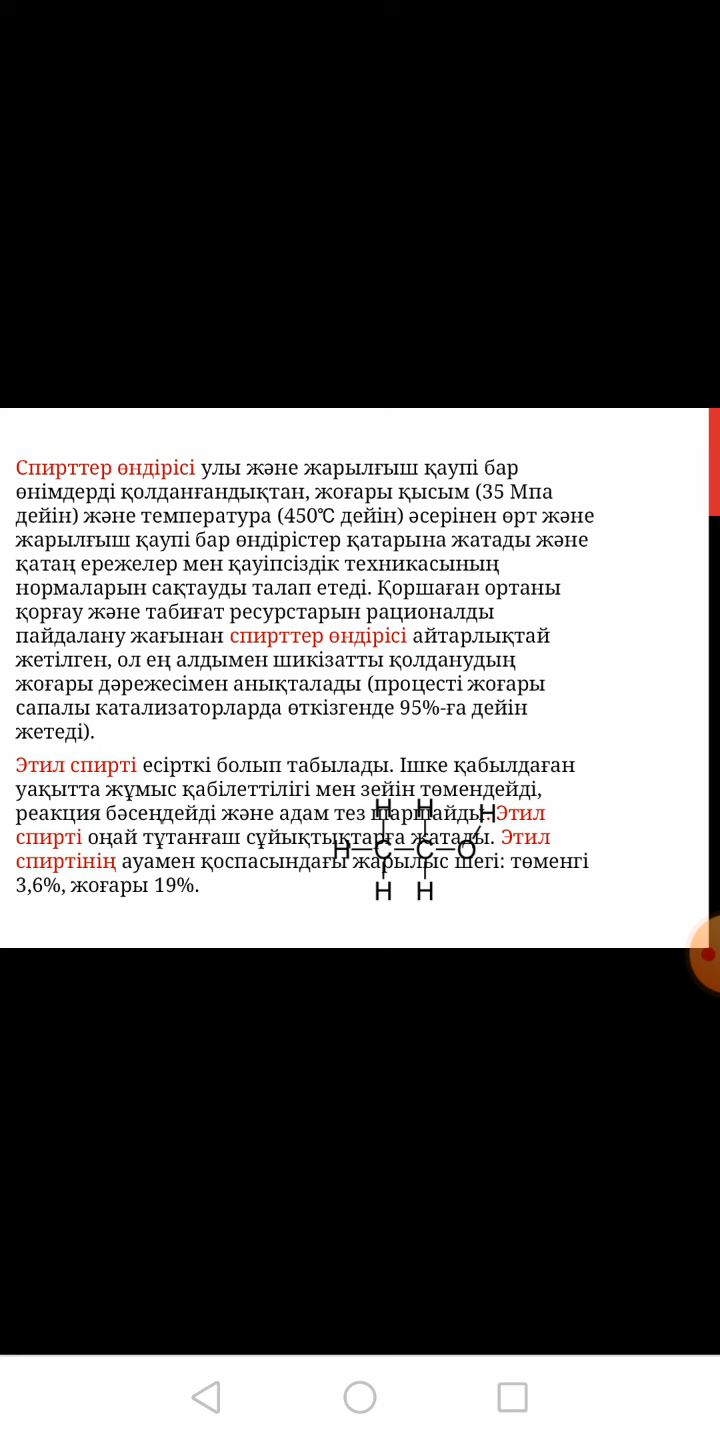 Спирттер өндірісі улы және жарылғыш қаупі бар
өнімдерді қолданғандықтан, жоғары қысым (35 Мпа
дейін) және температура (450℃ дейін) әсерінен өрт және
жарылғыш қаупі бар өндірістер қатарына жатады және
қатаң ережелер мен қауіпсіздік техникасының
нормаларын сақтауды талап етеді. Қоршаған ортаны
қорғау және табиғат ресурстарын рационалды
пайдалану жағынан спирттер өндірісі айтарлықтай
жетілген, ол ең алдымен шикізатты қолданудың
жоғары дәрежесімен анықталады (процесті жоғары
сапалы катализаторларда өткізгенде 95%-ға дейін
жетеді).
Этил спирті есірткі болып табылады. Ішке қабылдаған
уақытта жұмыс қабілеттілігі мен зейін төмендейді,
реакция бәсеңдейді және адам тез шаршайды. Этил
спирті оңай тұтанғаш сұйықтықтарға жатады. Этил
спиртінің ауамен қоспасындағы жарылыс шегі: төменгі
3,6%, жоғары 19%.
H H H
H—C—C—O
H H